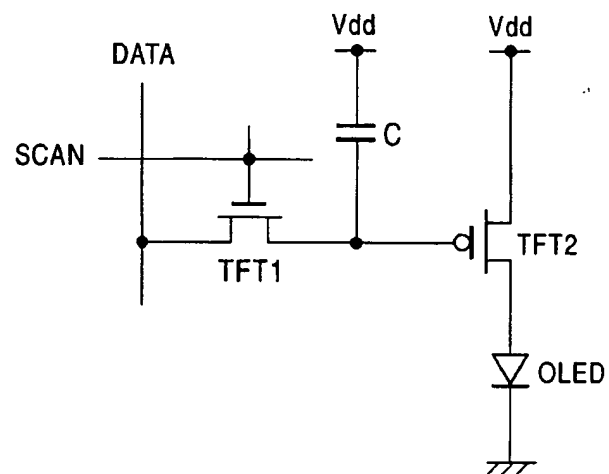 Vdd
Vdd
DATA
C
SCAN
TFT1
TFT2
OLED